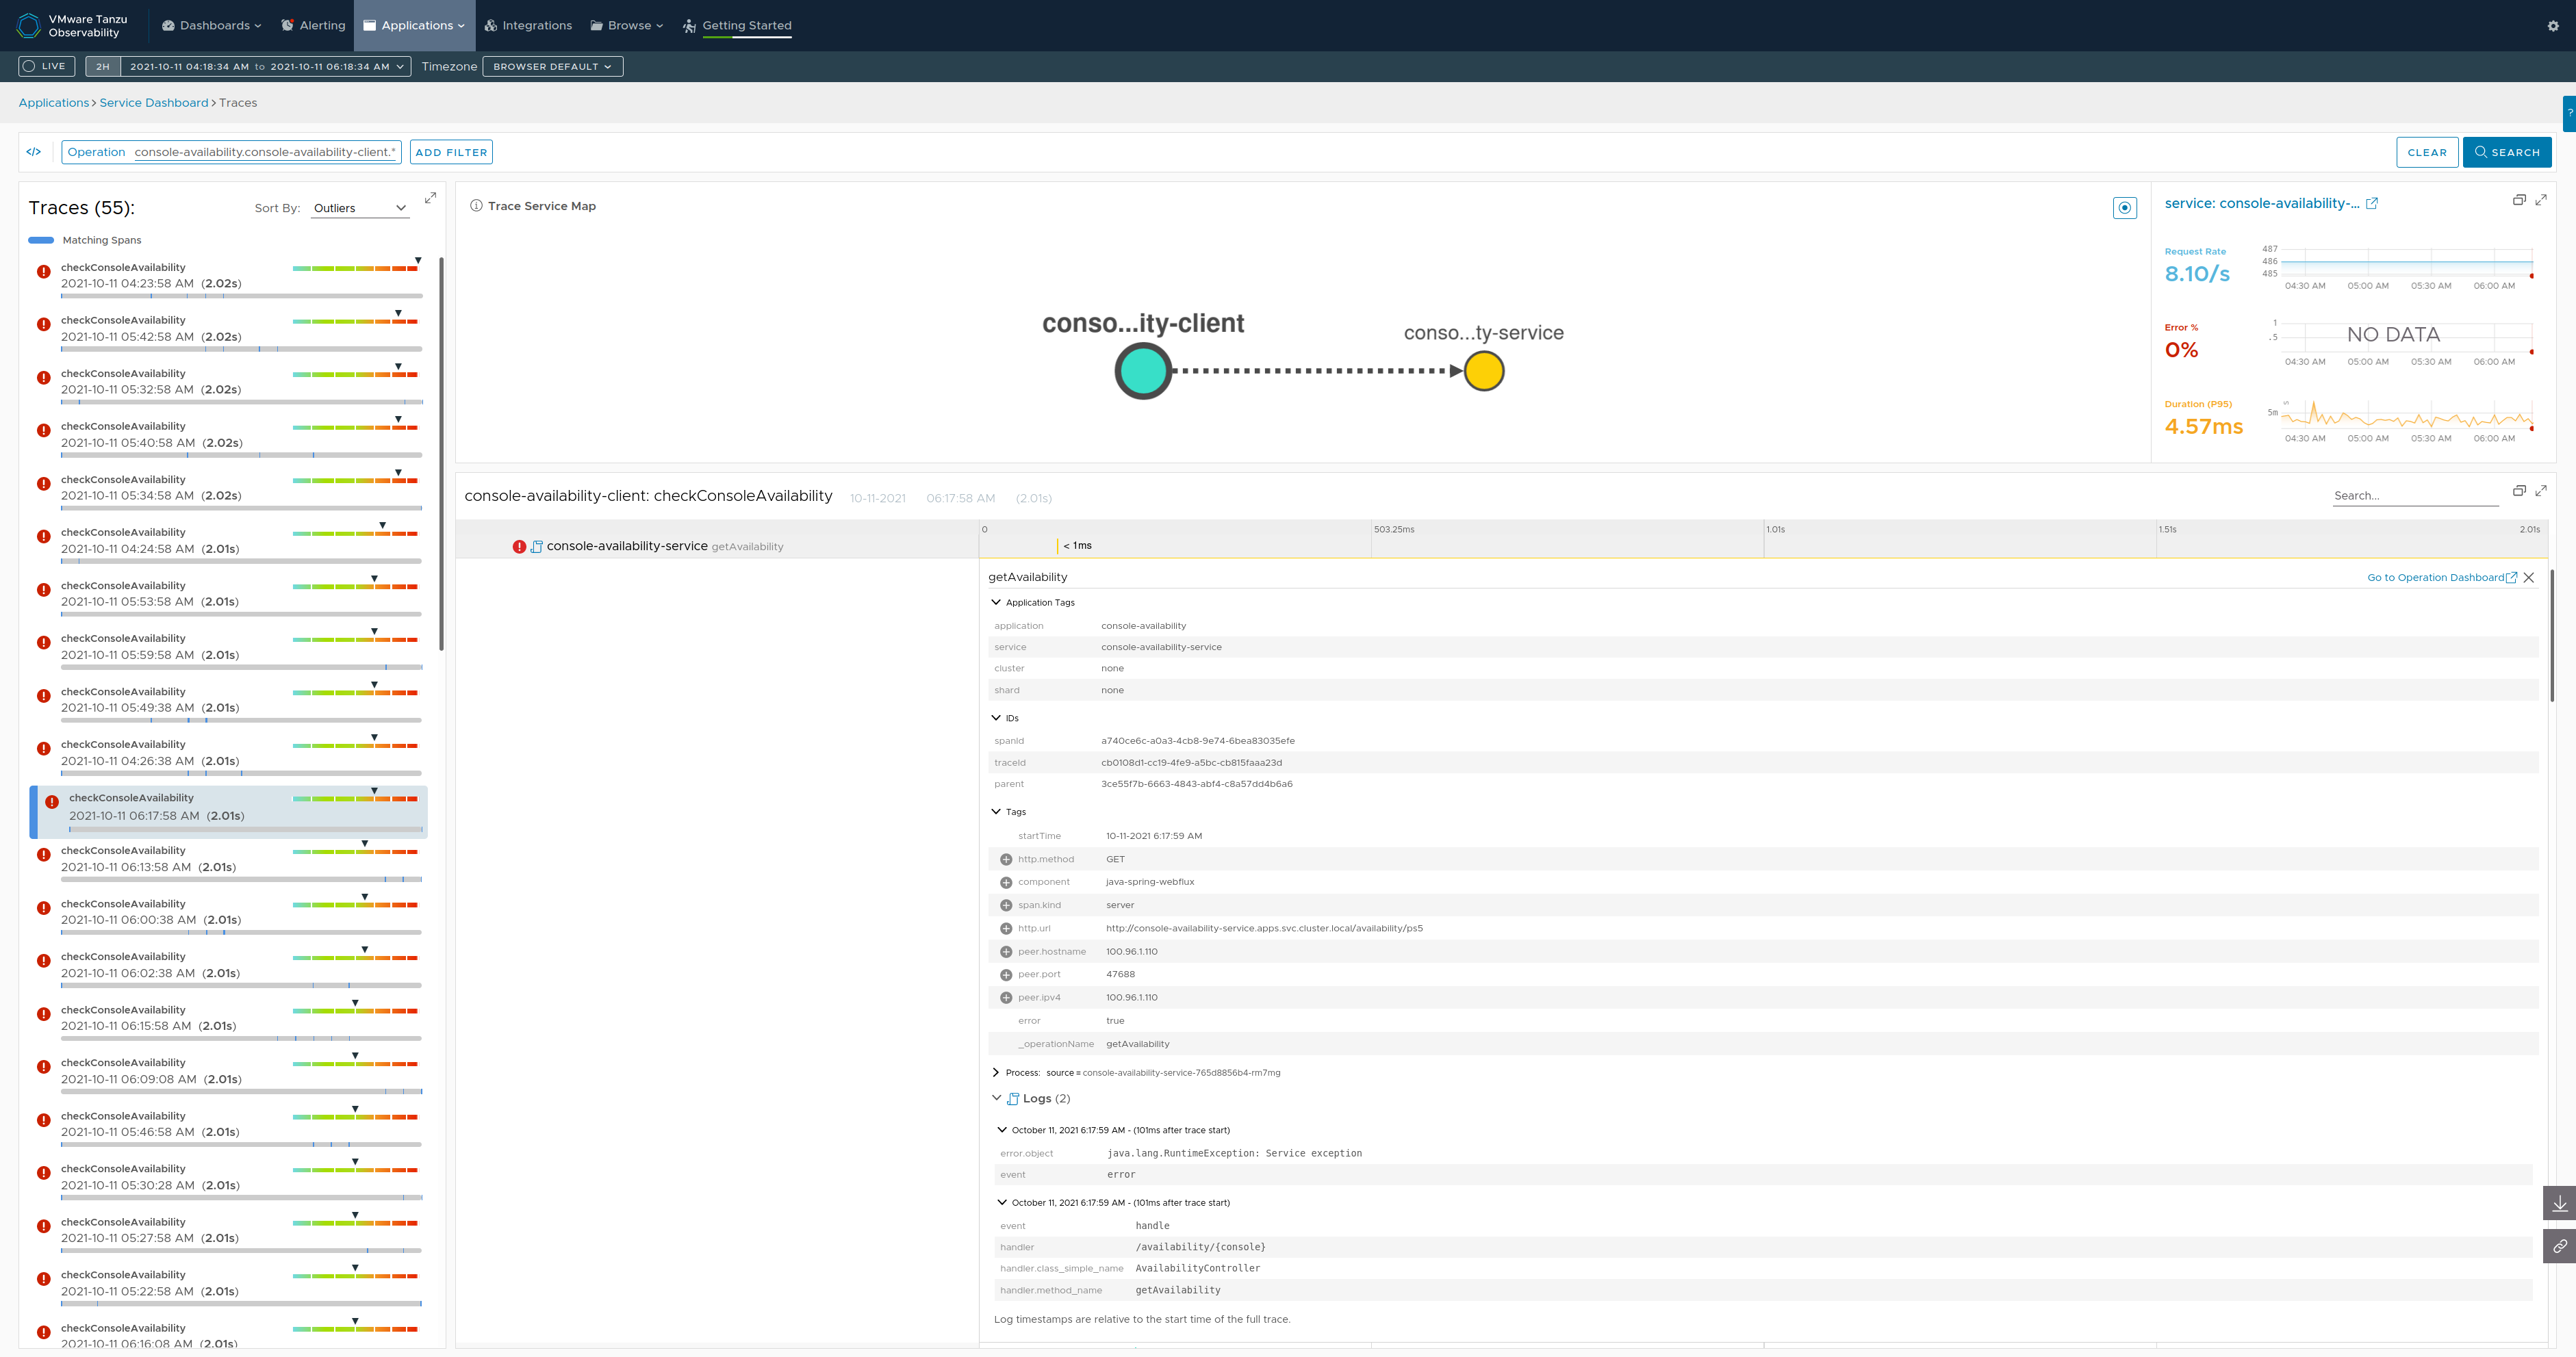 VMware Tanzu
Observability
Dashboards
Alerting
Applications
Integrations
Browse
Getting Started
LIVE
2H 2021-10-11 04:18:34 AM to 2021-10-11 06:18:34 AM
Timezone BROWSER DEFAULT
Applications > Service Dashboard > Traces
?
</> Operation console-availability.console-availability-client.* ADD FILTER
CLEAR SEARCH
Traces (55):
Sort By: Outliers
Matching Spans
checkConsoleAvailability
2021-10-11 04:23:58 AM (2.02s)
checkConsoleAvailability
2021-10-11 05:42:58 AM (2.02s)
checkConsoleAvailability
2021-10-11 05:32:58 AM (2.02s)
checkConsoleAvailability
2021-10-11 05:40:58 AM (2.02s)
checkConsoleAvailability
2021-10-11 05:34:58 AM (2.02s)
checkConsoleAvailability
2021-10-11 04:24:58 AM (2.01s)
checkConsoleAvailability
2021-10-11 05:53:58 AM (2.01s)
checkConsoleAvailability
2021-10-11 05:59:58 AM (2.01s)
checkConsoleAvailability
2021-10-11 05:49:38 AM (2.01s)
checkConsoleAvailability
2021-10-11 04:26:38 AM (2.01s)
checkConsoleAvailability
2021-10-11 06:17:58 AM (2.01s)
checkConsoleAvailability
2021-10-11 06:13:58 AM (2.01s)
checkConsoleAvailability
2021-10-11 06:00:38 AM (2.01s)
checkConsoleAvailability
2021-10-11 06:02:38 AM (2.01s)
checkConsoleAvailability
2021-10-11 06:15:58 AM (2.01s)
checkConsoleAvailability
2021-10-11 06:09:08 AM (2.01s)
checkConsoleAvailability
2021-10-11 05:46:58 AM (2.01s)
checkConsoleAvailability
2021-10-11 05:30:28 AM (2.01s)
checkConsoleAvailability
2021-10-11 05:27:58 AM (2.01s)
checkConsoleAvailability
2021-10-11 05:22:58 AM (2.01s)
checkConsoleAvailability
2021-10-11 06:16:08 AM (2.01s)
Trace Service Map
conso...ity-client
conso...ty-service
service: console-availability-...
Request Rate
8.10/s
487
486
485
04:30 AM 05:00 AM 05:30 AM 06:00 AM
Error %
0%
1
.5
NO DATA
04:30 AM 05:00 AM 05:30 AM 06:00 AM
Duration (P95)
4.57ms
5m
s
04:30 AM 05:00 AM 05:30 AM 06:00 AM
console-availability-client: checkConsoleAvailability 10-11-2021 06:17:58 AM (2.01s)
Search...
0 503.25ms 1.01s 1.51s 2.01s
console-availability-service getAvailability
< 1ms
getAvailability
Go to Operation Dashboard
Application Tags
application console-availability
service console-availability-service
cluster none
shard none
IDs
spanId a740ce6c-a0a3-4cb8-9e74-6bea83035efe
traceId cb0108d1-cc19-4fe9-a5bc-cb815faaa23d
parent 3ce55f7b-6663-4843-abf4-c8a57dd4b6a6
Tags
startTime 10-11-2021 6:17:59 AM
http.method GET
component java-spring-webflux
span.kind server
http.url http://console-availability-service.apps.svc.cluster.local/availability/ps5
peer.hostname 100.96.1.110
peer.port 47688
peer.ipv4 100.96.1.110
error true
_operationName getAvailability
Process: source = console-availability-service-765d8856b4-rm7mg
Logs (2)
October 11, 2021 6:17:59 AM - (101ms after trace start)
error.object java.lang.RuntimeException: Service exception
event error
October 11, 2021 6:17:59 AM - (101ms after trace start)
event handle
handler /availability/{console}
handler.class_simple_name AvailabilityController
handler.method_name getAvailability
Log timestamps are relative to the start time of the full trace.